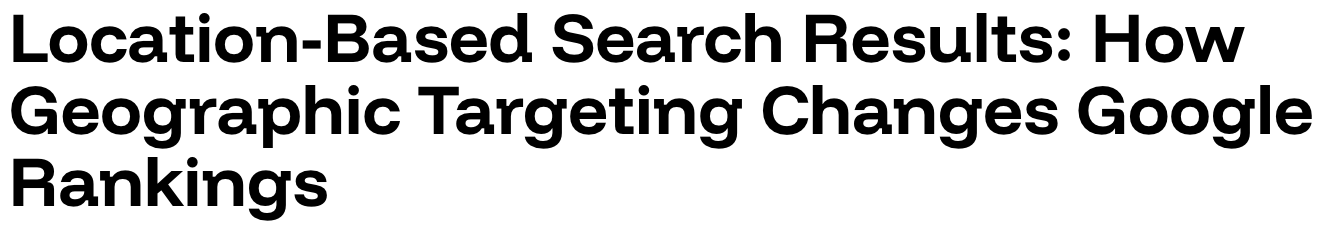 Location-Based Search Results: How
Geographic Targeting Changes Google
Rankings